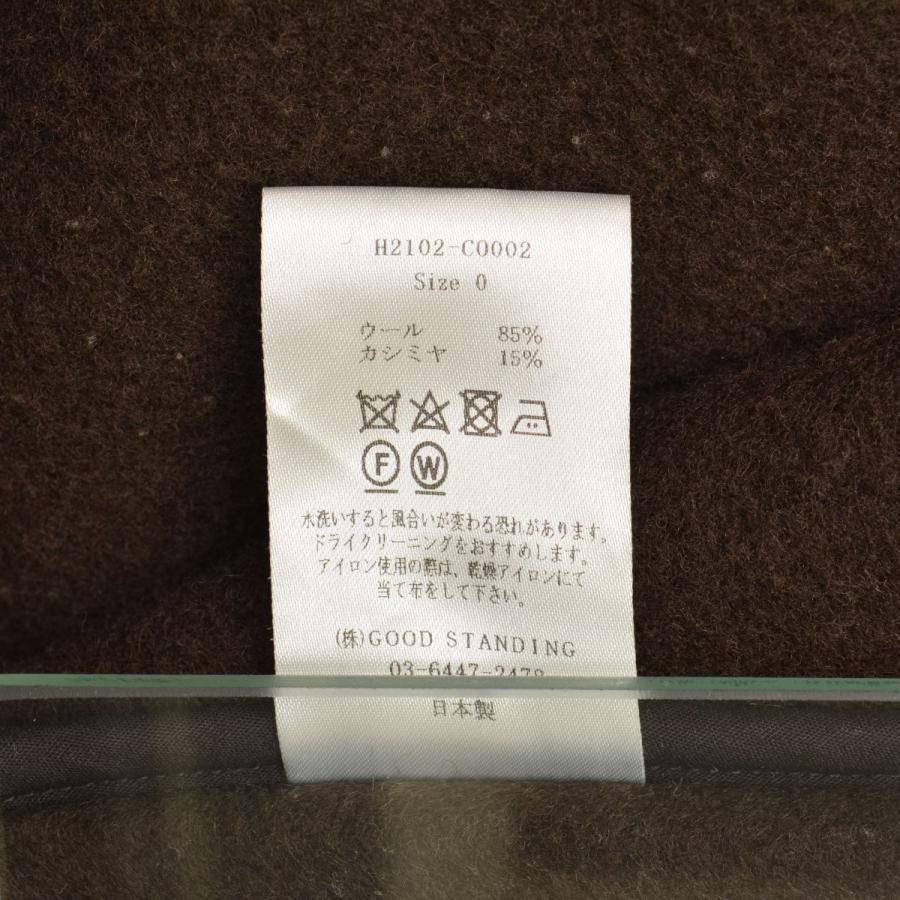 H2102-C0002
Size 0
ウール 85%
カシミヤ 15%
F W
水洗いすると風合いが変わる恐れがあります。
ドライクリーニングをおすすめします。
アイロン使用の際は、乾燥アイロンにて
当て布をして下さい。
(株)GOOD STANDING
03-6447-2478
日本製